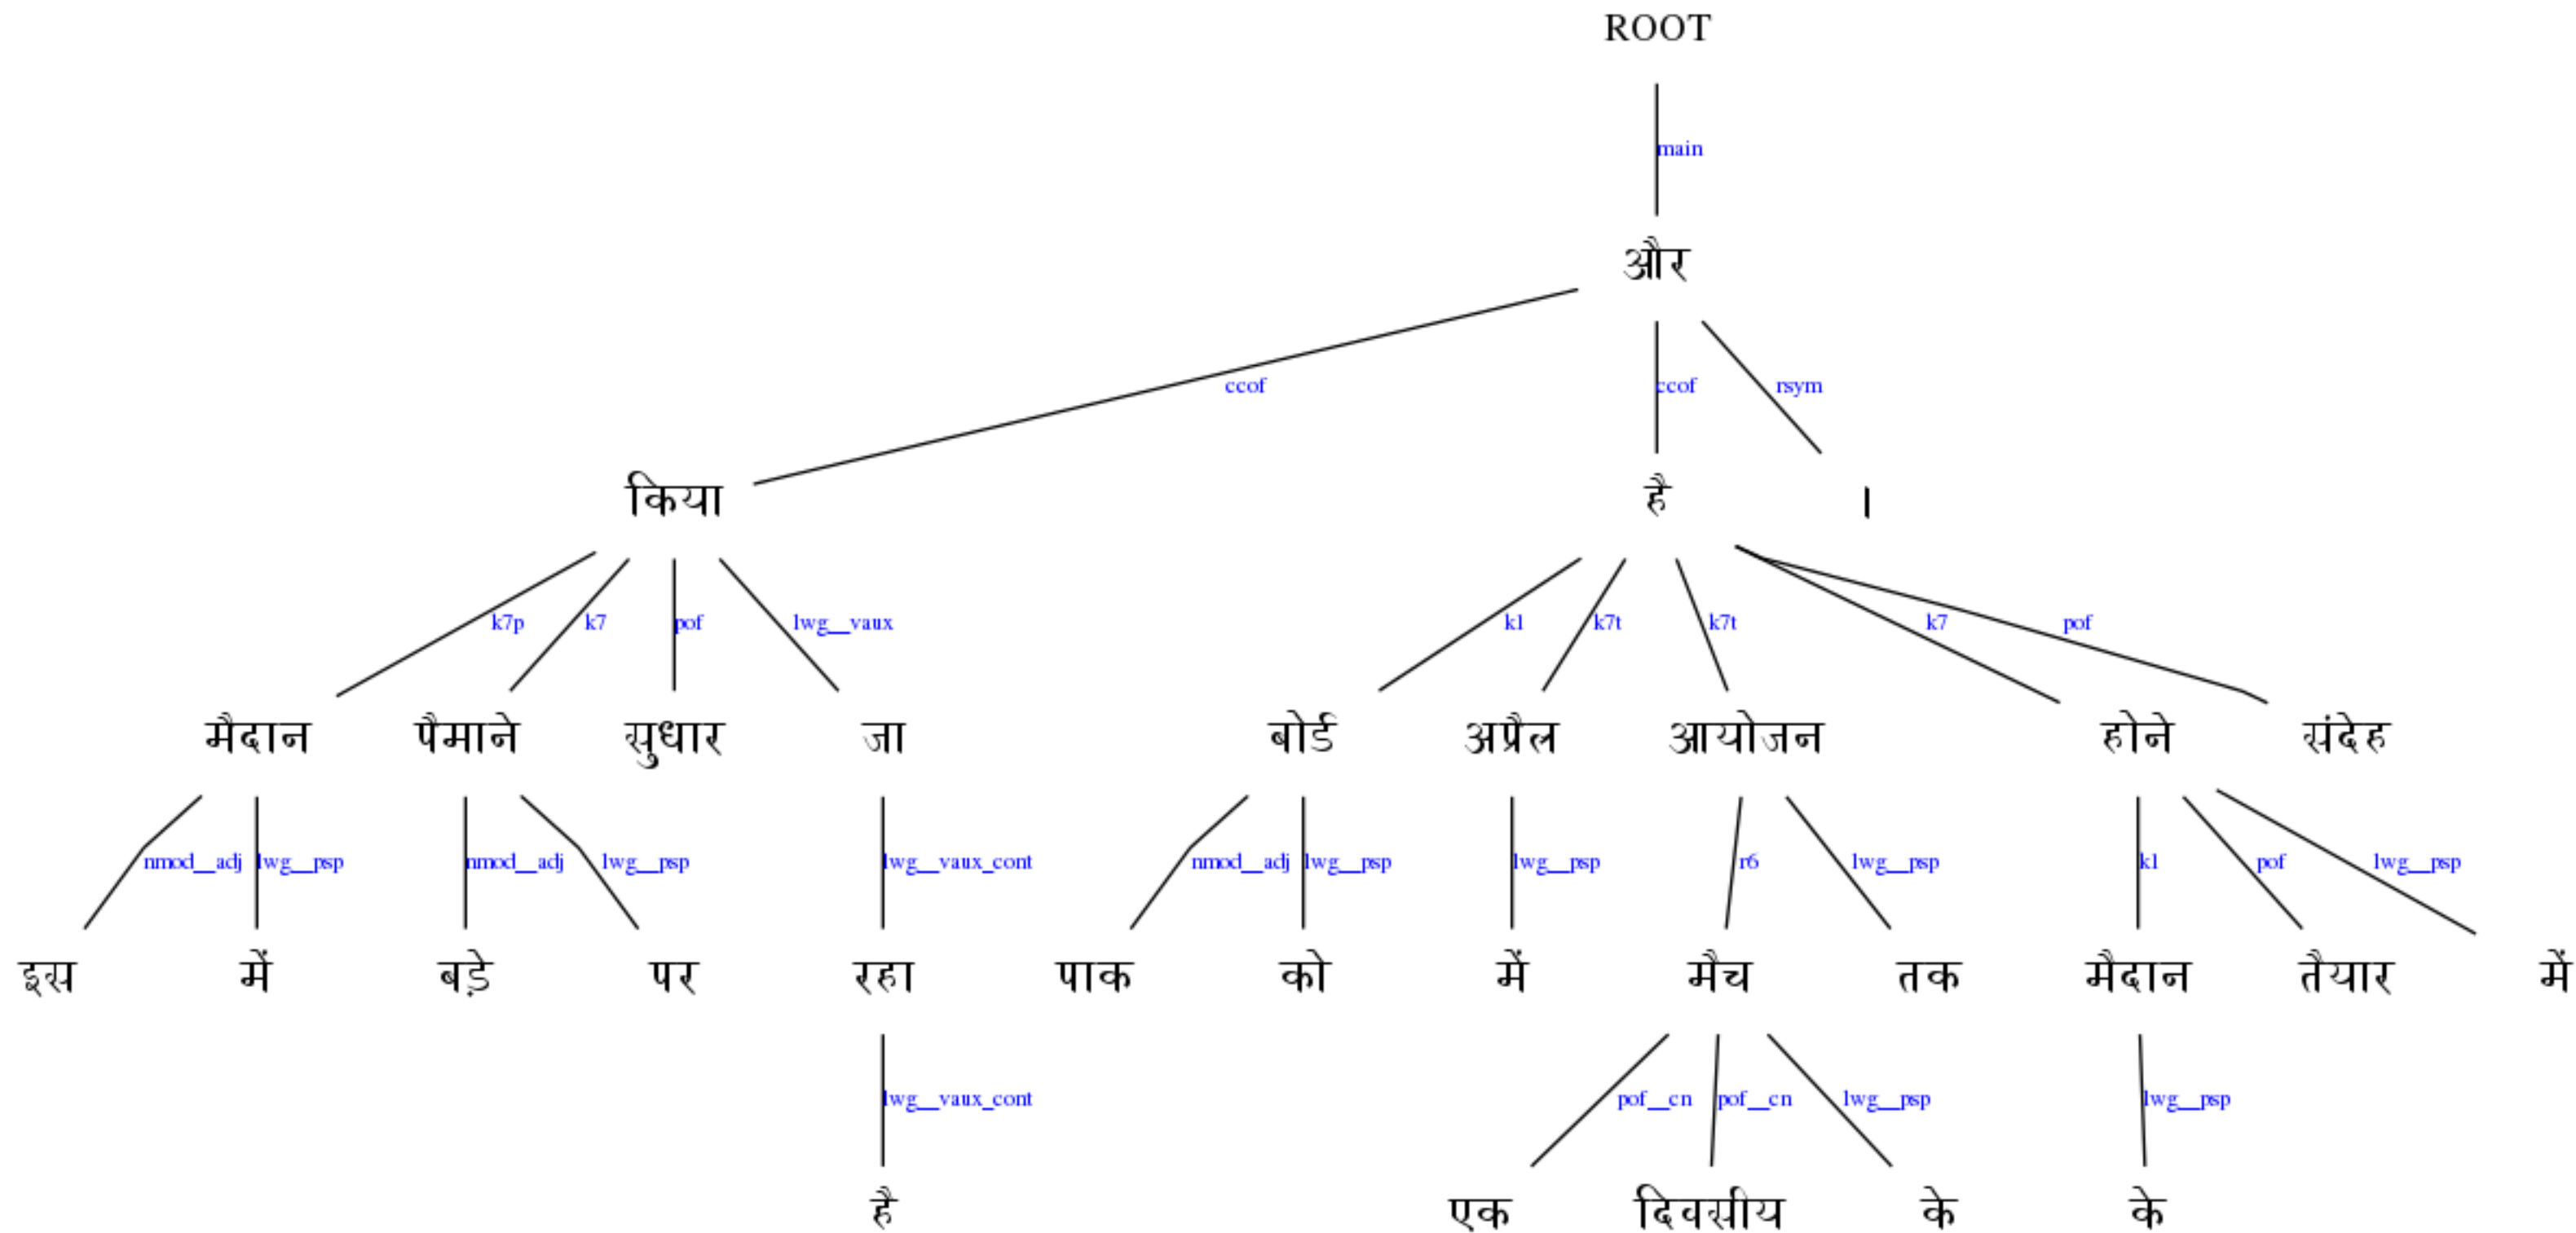 ROOT
main
और
ccof ccof rsym
किया है ।
k7p k7 pof lwg__vaux k1 k7t k7t k7 pof
मैदान पैमाने सुधार जा बोर्ड अप्रैल आयोजन होने संदेह
nmod__adj lwg__psp nmod__adj lwg__psp lwg__vaux_cont nmod__adj lwg__psp lwg__psp r6 lwg__psp k1 pof lwg__psp
इस में बड़े पर रहा पाक को में मैच तक मैदान तैयार में
lwg__vaux_cont pof__cn pof__cn lwg__psp lwg__psp
है एक दिवसीय के के